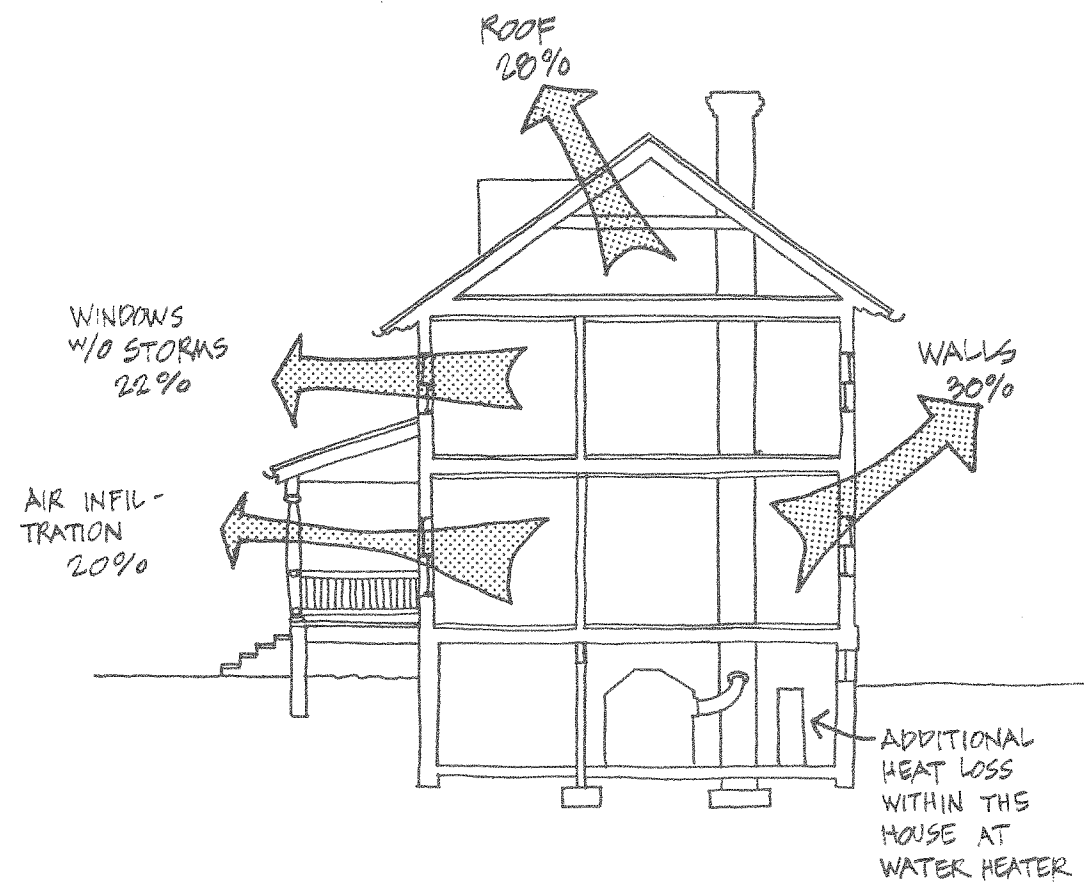 ROOF
28%
WINDOWS
W/O STORMS
22%
WALLS
30%
AIR INFIL-
TRATION
20%
ADDITIONAL
HEAT LOSS
WITHIN THS
HOUSE AT
WATER HEATER